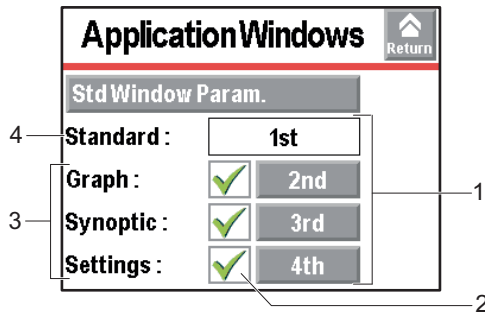 Application Windows
Return
Std Window Param.
4 Standard : 1st
Graph : 2nd
1
3 Synoptic : 3rd
Settings : 4th
2